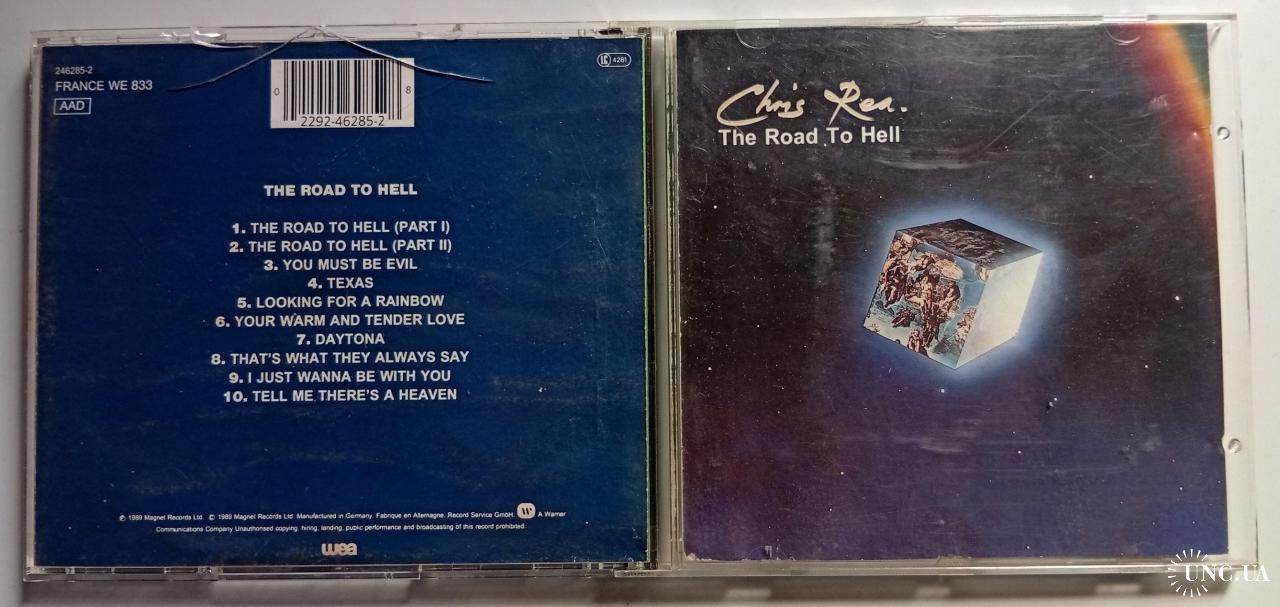 246285-2
FRANCE WE 833
AAD
LC 4281
0 8
2292-46285-2
THE ROAD TO HELL
1. THE ROAD TO HELL (PART I)
2. THE ROAD TO HELL (PART II)
3. YOU MUST BE EVIL
4. TEXAS
5. LOOKING FOR A RAINBOW
6. YOUR WARM AND TENDER LOVE
7. DAYTONA
8. THAT'S WHAT THEY ALWAYS SAY
9. I JUST WANNA BE WITH YOU
10. TELL ME THERE'S A HEAVEN
℗ 1989 Magnet Records Ltd © 1989 Magnet Records Ltd Manufactured in Germany. Fabrique en Allemagne. Record Service GmbH. A Warner
Communications Company Unauthorised copying, hiring, lending, public performance and broadcasting of this record prohibited.
wea
Chris Rea.
The Road To Hell
UNC.UA